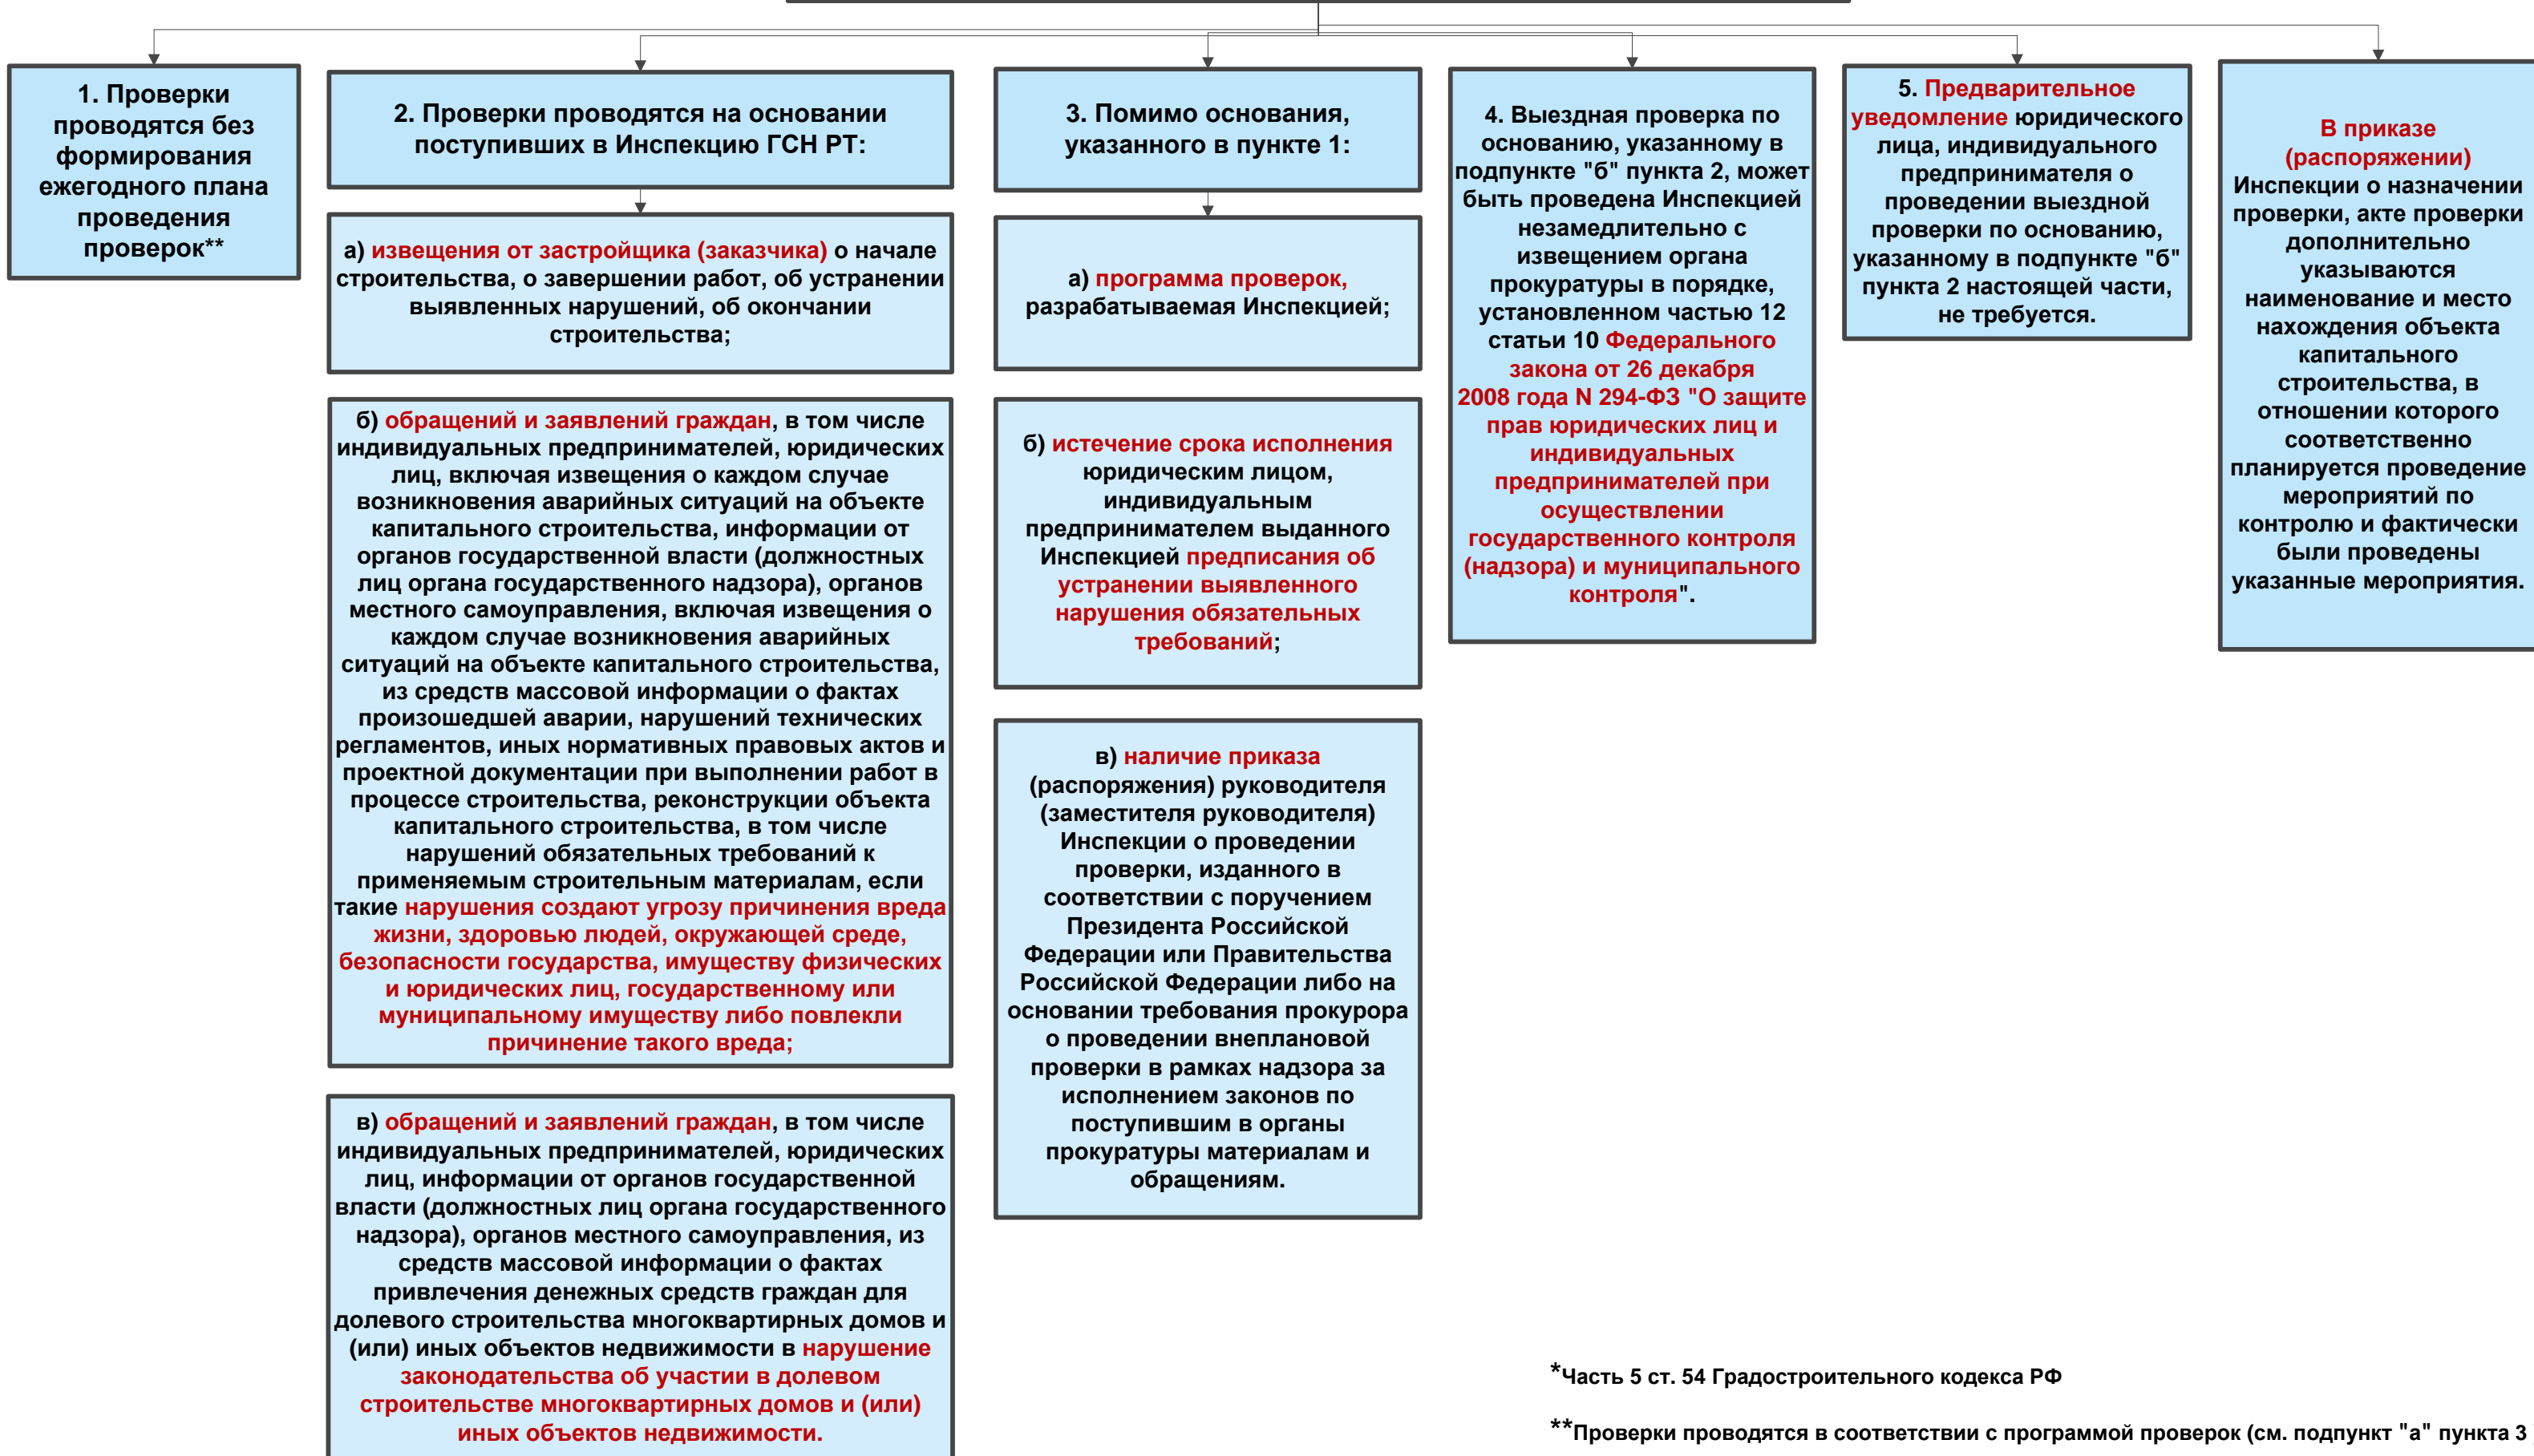 1. Проверки
проводятся без
формирования
ежегодного плана
проведения
проверок**
2. Проверки проводятся на основании
поступивших в Инспекцию ГСН РТ:
а) извещения от застройщика (заказчика) о начале
строительства, о завершении работ, об устранении
выявленных нарушений, об окончании
строительства;
б) обращений и заявлений граждан, в том числе
индивидуальных предпринимателей, юридических
лиц, включая извещения о каждом случае
возникновения аварийных ситуаций на объекте
капитального строительства, информации от
органов государственной власти (должностных
лиц органа государственного надзора), органов
местного самоуправления, включая извещения о
каждом случае возникновения аварийных
ситуаций на объекте капитального строительства,
из средств массовой информации о фактах
произошедшей аварии, нарушений технических
регламентов, иных нормативных правовых актов и
проектной документации при выполнении работ в
процессе строительства, реконструкции объекта
капитального строительства, в том числе
нарушений обязательных требований к
применяемым строительным материалам, если
такие нарушения создают угрозу причинения вреда
жизни, здоровью людей, окружающей среде,
безопасности государства, имуществу физических
и юридических лиц, государственному или
муниципальному имуществу либо повлекли
причинение такого вреда;
в) обращений и заявлений граждан, в том числе
индивидуальных предпринимателей, юридических
лиц, информации от органов государственной
власти (должностных лиц органа государственного
надзора), органов местного самоуправления, из
средств массовой информации о фактах
привлечения денежных средств граждан для
долевого строительства многоквартирных домов и
(или) иных объектов недвижимости в нарушение
законодательства об участии в долевом
строительстве многоквартирных домов и (или)
иных объектов недвижимости.
3. Помимо основания,
указанного в пункте 1:
а) программа проверок,
разрабатываемая Инспекцией;
б) истечение срока исполнения
юридическим лицом,
индивидуальным
предпринимателем выданного
Инспекцией предписания об
устранении выявленного
нарушения обязательных
требований;
в) наличие приказа
(распоряжения) руководителя
(заместителя руководителя)
Инспекции о проведении
проверки, изданного в
соответствии с поручением
Президента Российской
Федерации или Правительства
Российской Федерации либо на
основании требования прокурора
о проведении внеплановой
проверки в рамках надзора за
исполнением законов по
поступившим в органы
прокуратуры материалам и
обращениям.
4. Выездная проверка по
основанию, указанному в
подпункте "б" пункта 2, может
быть проведена Инспекцией
незамедлительно с
извещением органа
прокуратуры в порядке,
установленном частью 12
статьи 10 Федерального
закона от 26 декабря
2008 года N 294-ФЗ "О защите
прав юридических лиц и
индивидуальных
предпринимателей при
осуществлении
государственного контроля
(надзора) и муниципального
контроля".
5. Предварительное
уведомление юридического
лица, индивидуального
предпринимателя о
проведении выездной
проверки по основанию,
указанному в подпункте "б"
пункта 2 настоящей части,
не требуется.
В приказе
(распоряжении)
Инспекции о назначении
проверки, акте проверки
дополнительно
указываются
наименование и место
нахождения объекта
капитального
строительства, в
отношении которого
соответственно
планируется проведение
мероприятий по
контролю и фактически
были проведены
указанные мероприятия.
*Часть 5 ст. 54 Градостроительного кодекса РФ
**Проверки проводятся в соответствии с программой проверок (см. подпункт "а" пункта 3